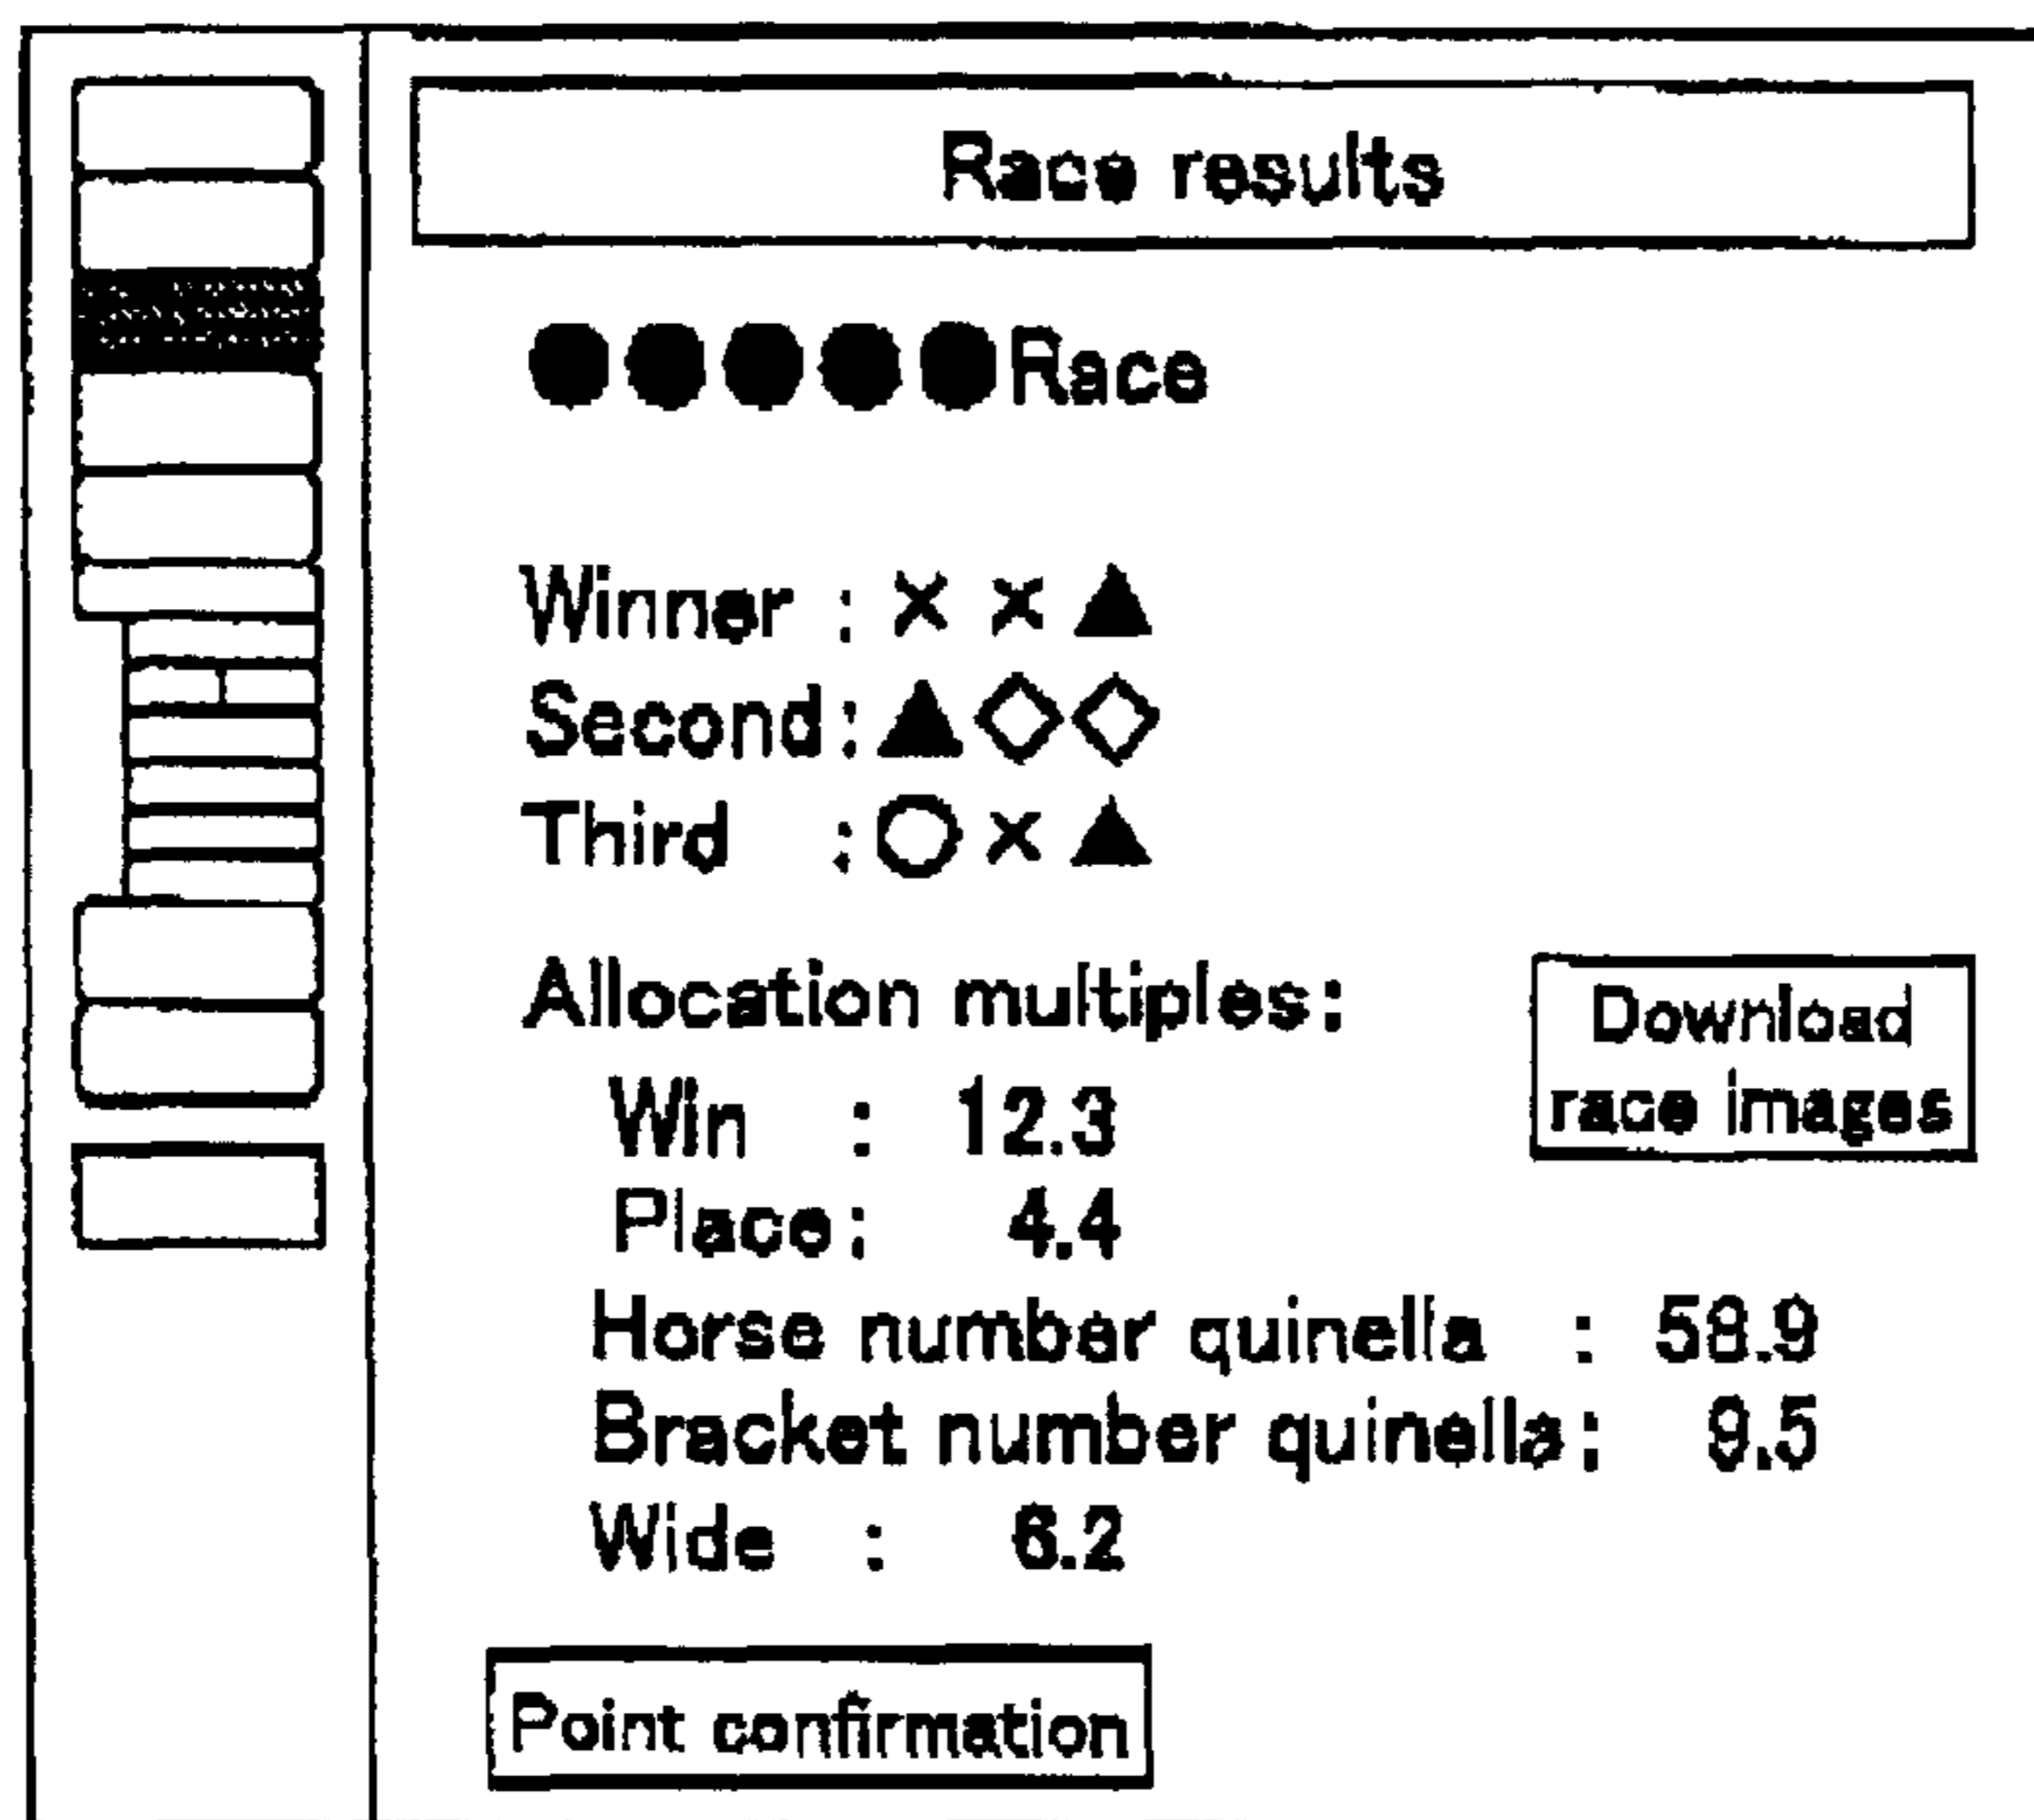 Race results
●●●●●Race
Winner : × × ▲
Second : ▲◇◇
Third : ○ × ▲
Allocation multiples:
Download
race images
Win : 12.3
Place : 4.4
Horse number quinella : 58.9
Bracket number quinella : 9.5
Wide : 6.2
Point confirmation